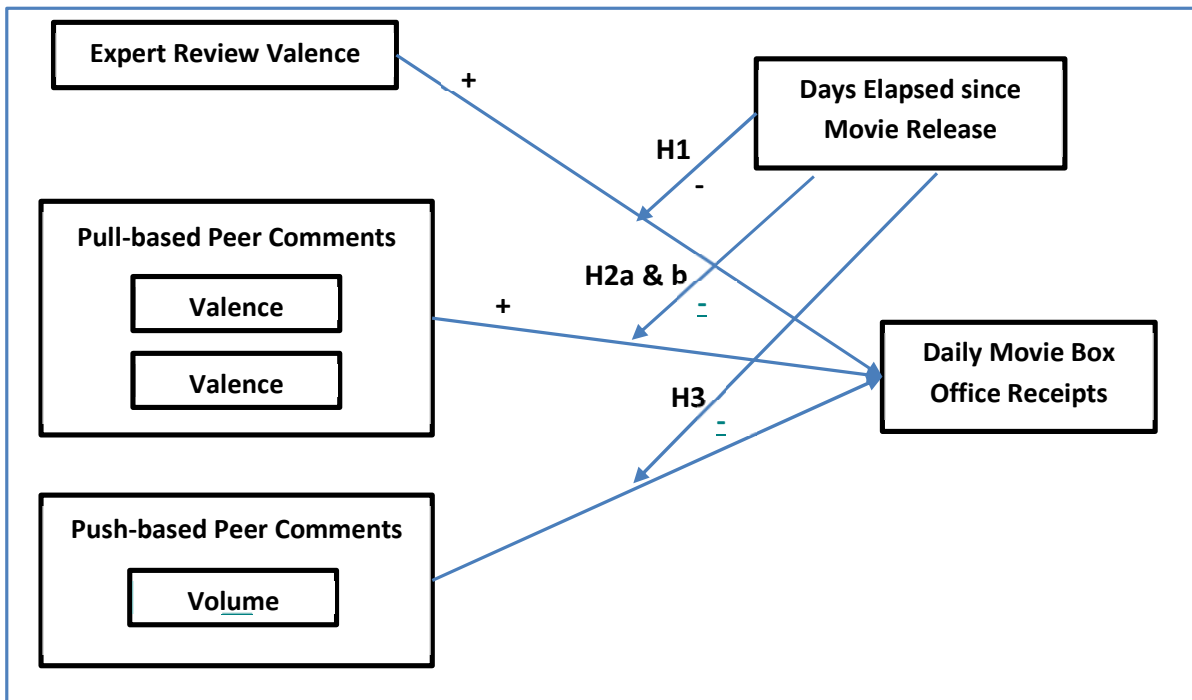 Expert Review Valence
+
Days Elapsed since
Movie Release
H1
-
Pull-based Peer Comments
Valence
Valence
+
H2a & b
-
Daily Movie Box
Office Receipts
H3
-
Push-based Peer Comments
Volume